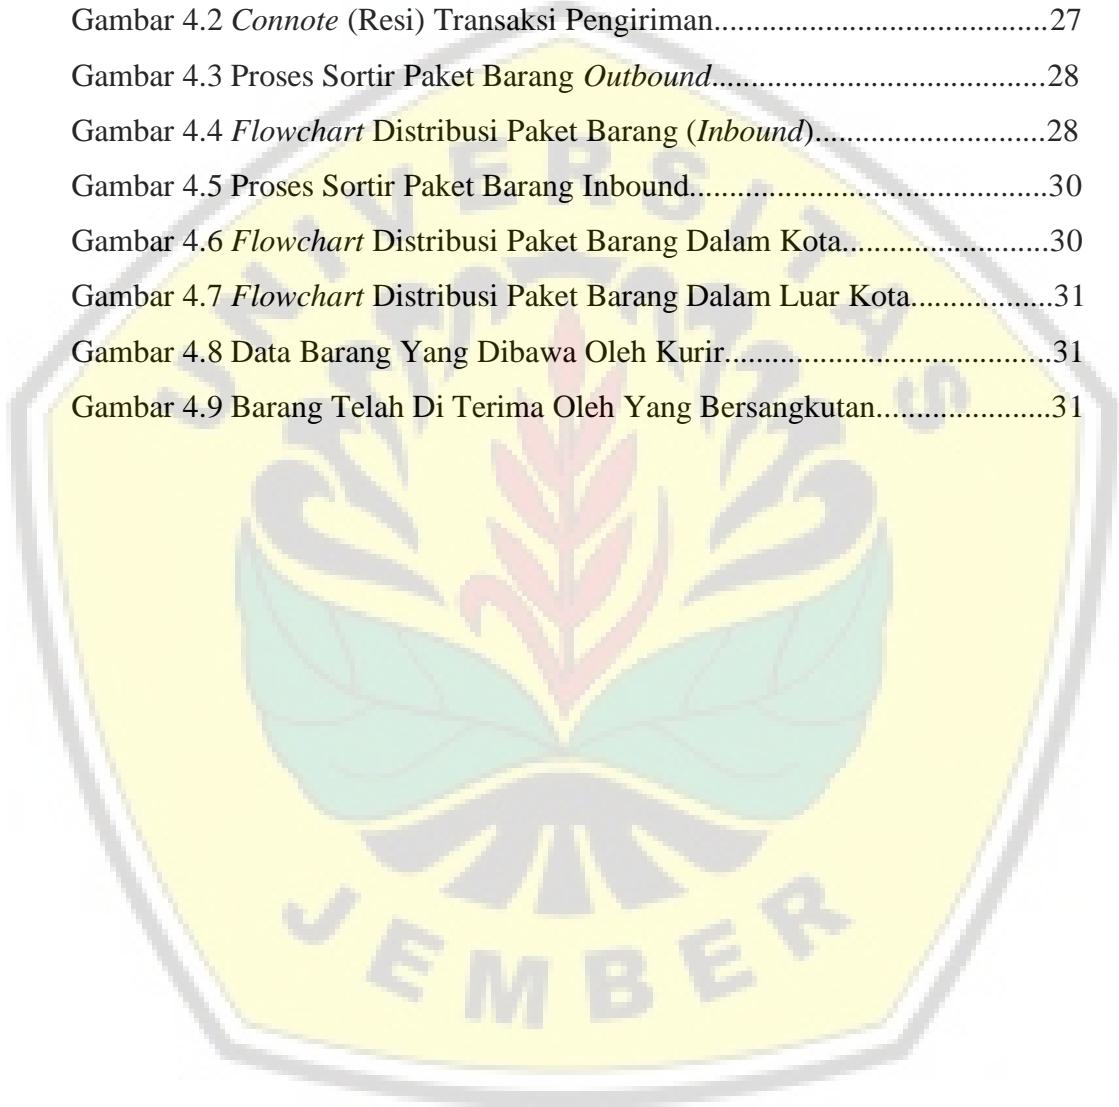 Gambar 4.2 Connote (Resi) Transaksi Pengiriman....................................27
Gambar 4.3 Proses Sortir Paket Barang Outbound....................................28
Gambar 4.4 Flowchart Distribusi Paket Barang (Inbound)............................28
Gambar 4.5 Proses Sortir Paket Barang Inbound.......................................30
Gambar 4.6 Flowchart Distribusi Paket Barang Dalam Kota.........................30
Gambar 4.7 Flowchart Distribusi Paket Barang Dalam Luar Kota.................31
Gambar 4.8 Data Barang Yang Dibawa Oleh Kurir......................................31
Gambar 4.9 Barang Telah Di Terima Oleh Yang Bersangkutan.....................31
UNIVERSITAS
JEMBER